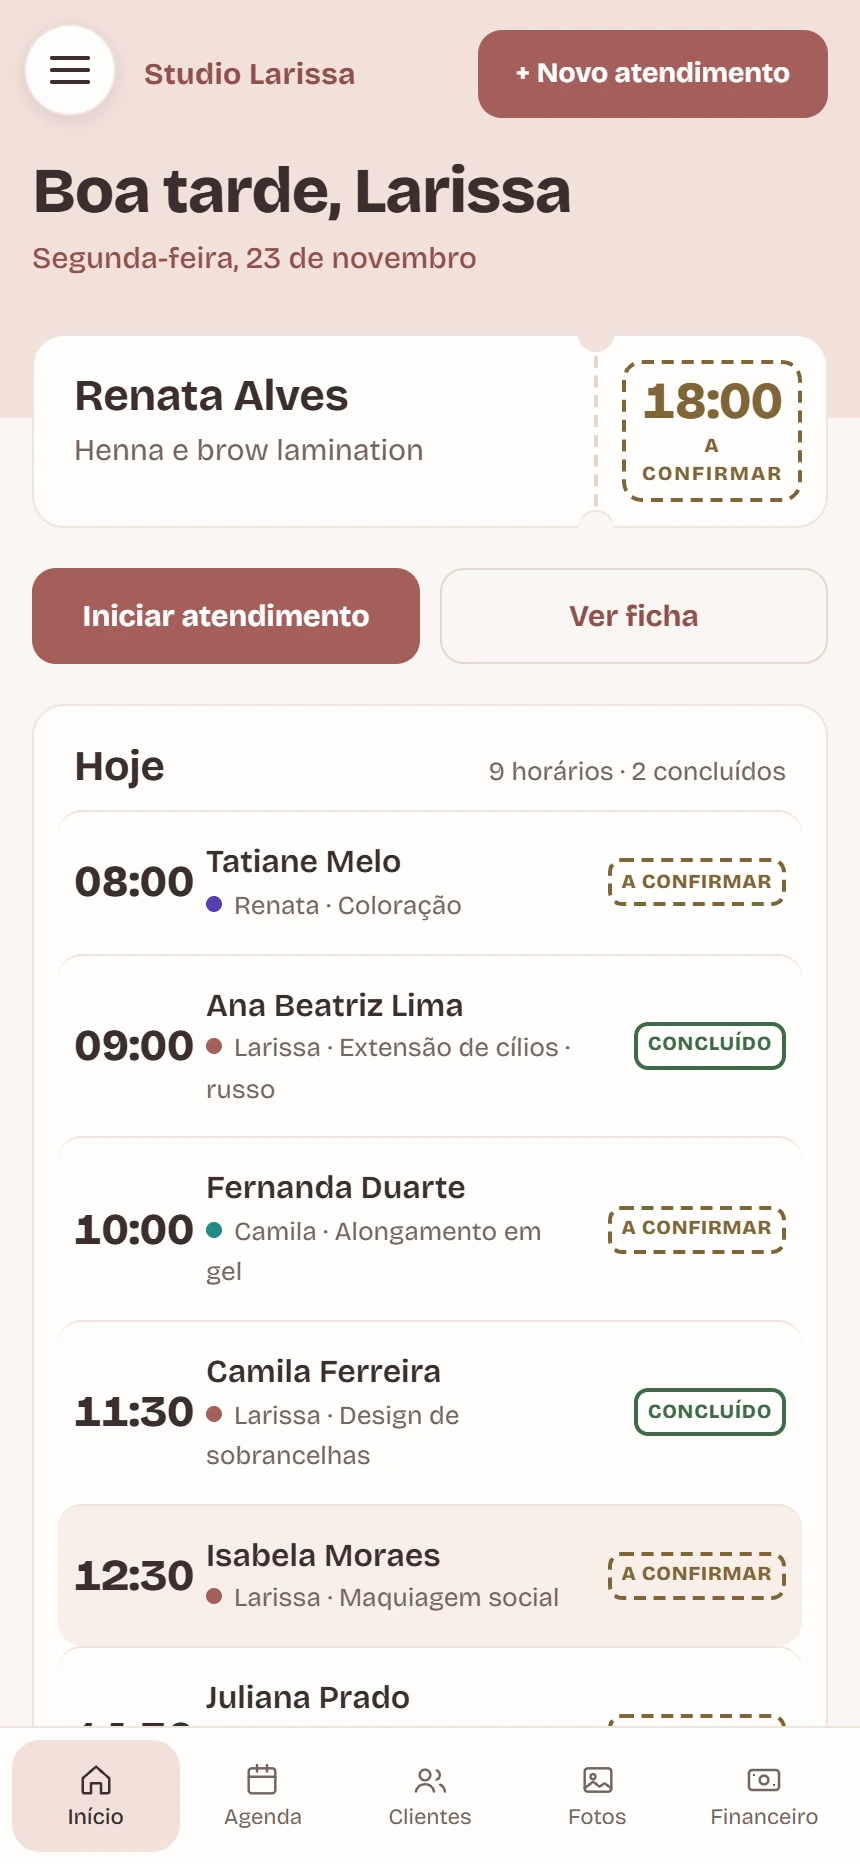 Studio Larissa
+ Novo atendimento
Boa tarde, Larissa
Segunda-feira, 23 de novembro
Renata Alves
Henna e brow lamination
18:00
A
CONFIRMAR
Iniciar atendimento
Ver ficha
Hoje
9 horários · 2 concluídos
08:00
Tatiane Melo
Renata · Coloração
A CONFIRMAR
09:00
Ana Beatriz Lima
Larissa · Extensão de cílios ·
russo
CONCLUÍDO
10:00
Fernanda Duarte
Camila · Alongamento em
gel
A CONFIRMAR
11:30
Camila Ferreira
Larissa · Design de
sobrancelhas
CONCLUÍDO
12:30
Isabela Moraes
Larissa · Maquiagem social
A CONFIRMAR
Juliana Prado
Início
Agenda
Clientes
Fotos
Financeiro